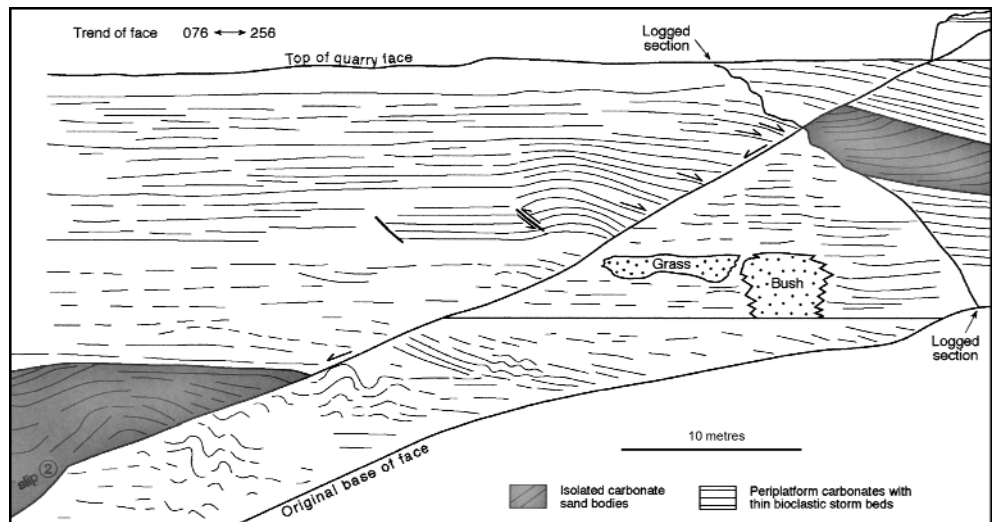 Trend of face 076 ↔ 256
Top of quarry face
Logged
section
Grass
Bush
Logged
section
10 metres
slip 2
Original base of face
Isolated carbonate
sand bodies
Periplatform carbonates with
thin bioclastic storm beds